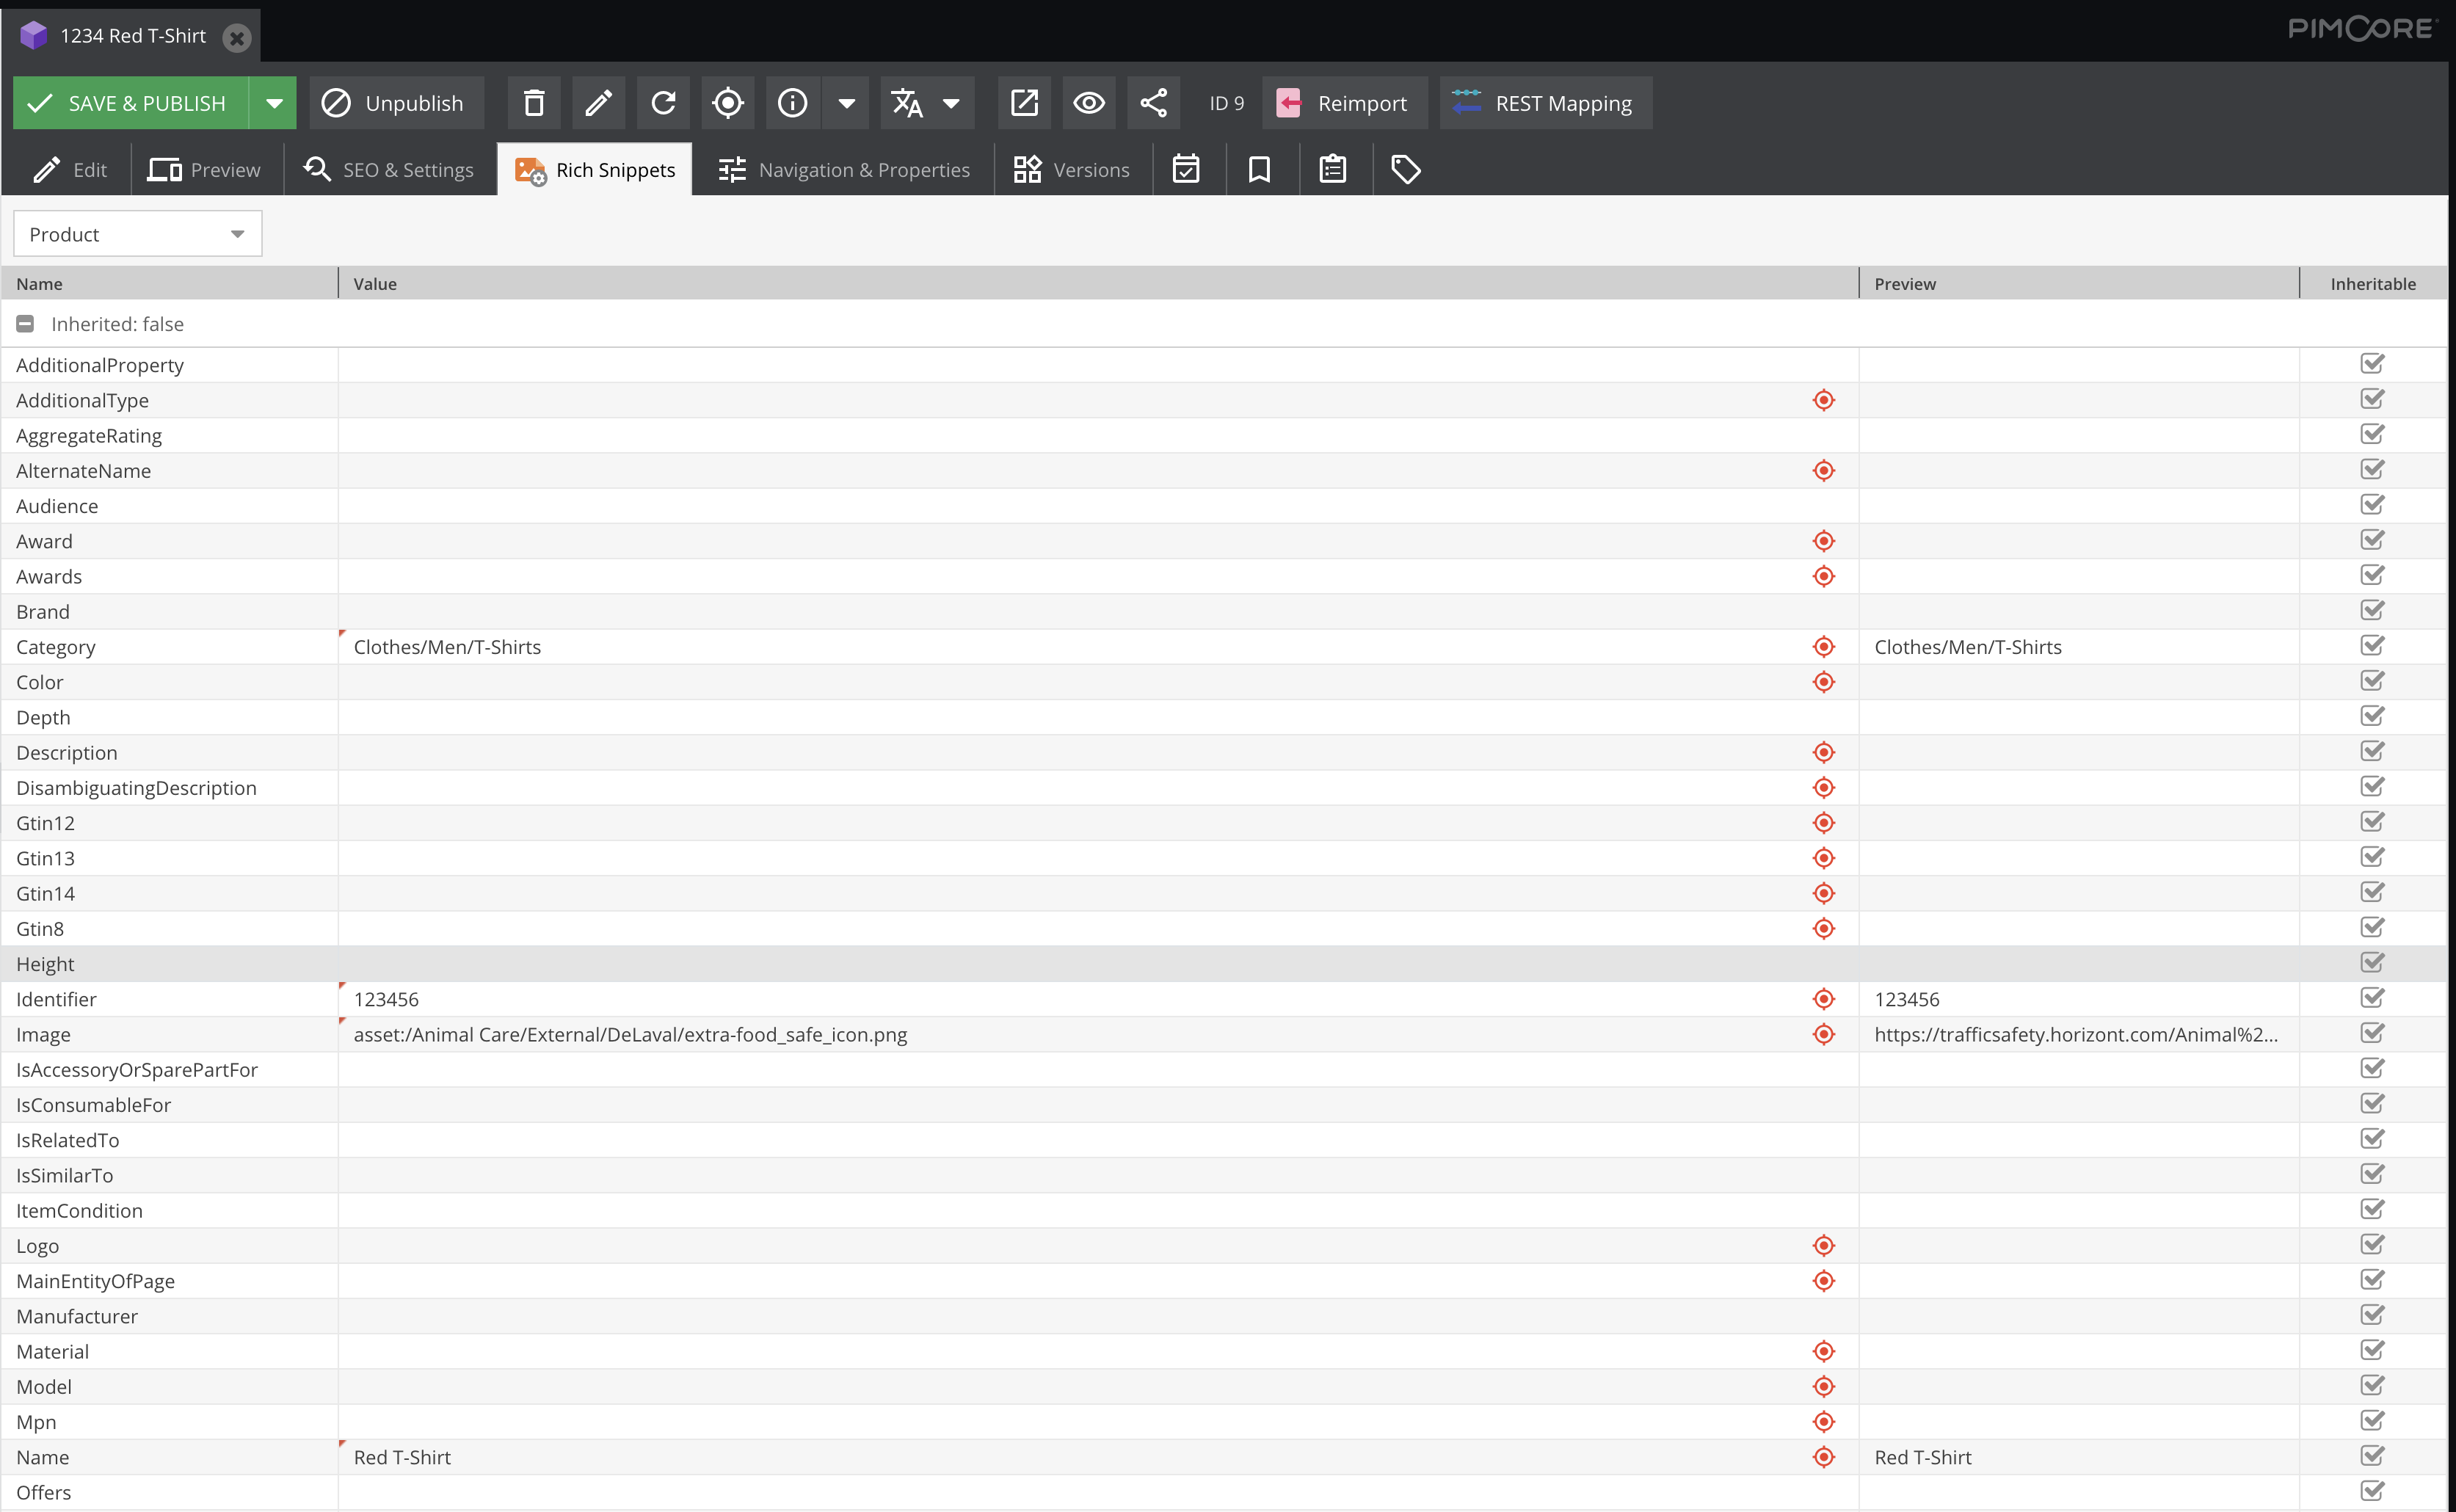 1234 Red T-Shirt
PIMCORE
SAVE & PUBLISH Unpublish ID 9 Reimport REST Mapping
Edit Preview SEO & Settings Rich Snippets Navigation & Properties Versions
Product
Name Value Preview Inheritable
Inherited: false
AdditionalProperty
AdditionalType
AggregateRating
AlternateName
Audience
Award
Awards
Brand
Category Clothes/Men/T-Shirts Clothes/Men/T-Shirts
Color
Depth
Description
DisambiguatingDescription
Gtin12
Gtin13
Gtin14
Gtin8
Height
Identifier 123456 123456
Image asset:/Animal Care/External/DeLaval/extra-food_safe_icon.png https://trafficsafety.horizont.com/Animal%2...
IsAccessoryOrSparePartFor
IsConsumableFor
IsRelatedTo
IsSimilarTo
ItemCondition
Logo
MainEntityOfPage
Manufacturer
Material
Model
Mpn
Name Red T-Shirt Red T-Shirt
Offers